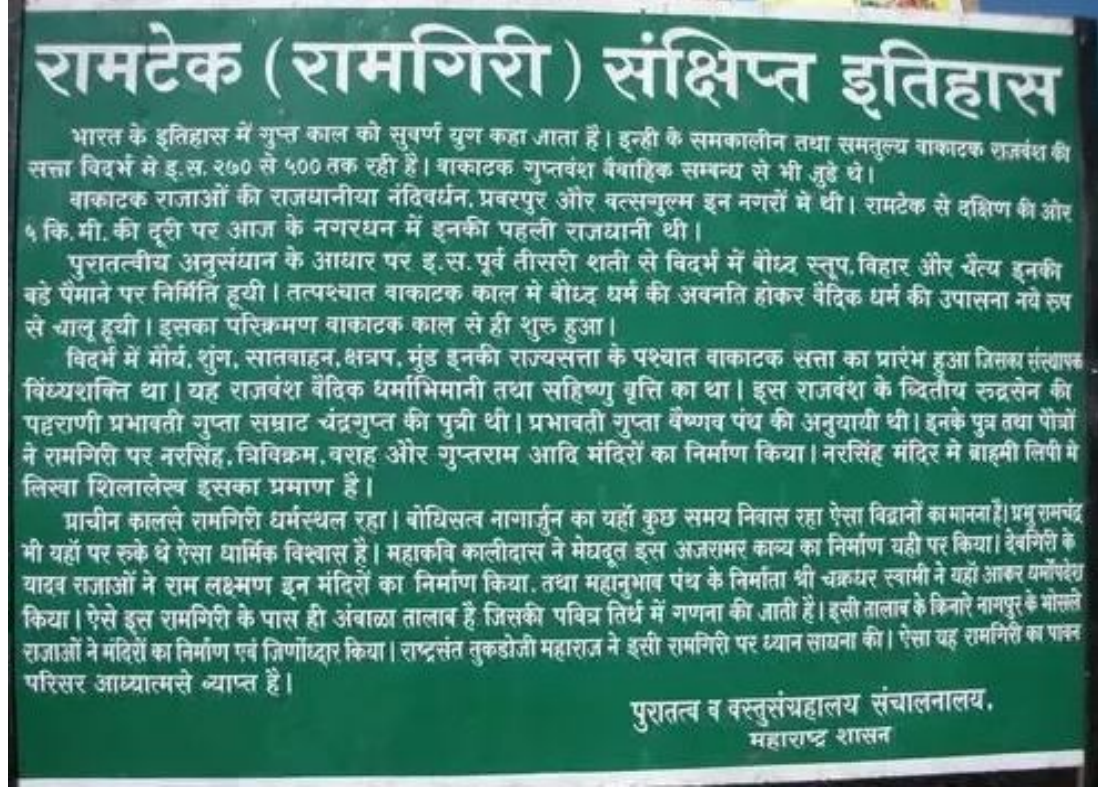 रामटेक (रामगिरी) संक्षिप्त इतिहास
भारत के इतिहास में गुप्त काल को सुवर्ण युग कहा जाता है। इन्ही के समकालीन तथा समतुल्य वाकाटक राजवंश की
सत्ता विदर्भ मे इ.स. २७० से ५०० तक रही है। वाकाटक गुप्तवंश वैवाहिक सम्बन्ध से भी जुडे थे।
वाकाटक राजाओं की राजधानीया नंदिवर्धन, प्रवरपुर और वत्सगुल्म इन नगरों मे थी। रामटेक से दक्षिण की और
५ कि.मी. की दूरी पर आज के नगरधन में इनकी पहली राजधानी थी।
पुरातत्वीय अनुसंधान के आधार पर इ.स.पूर्व तीसरी शती से विदर्भ में बोध्द स्तूप, विहार और चैत्य इनकी
बडे पैमाने पर निर्मिति हूयी। तत्पश्चात वाकाटक काल मे बोध्द धर्म की अवनति होकर वैदिक धर्म की उपासना नये रूप
से चालू हूयी। इसका परिक्रमण वाकाटक काल से ही शुरु हुआ।
विदर्भ में मौर्य, शुंग, सातवाहन, क्षत्रप, मुंड इनकी राज्यसत्ता के पश्चात वाकाटक सत्ता का प्रारंभ हुआ जिसका संस्थापक
विंध्यशक्ति था। यह राजवंश वैदिक धर्माभिमानी तथा सहिष्णु वृत्ति का था। इस राजवंश के व्दितीय रुद्रसेन की
पट्टराणी प्रभावती गुप्ता सम्राट चंद्रगुप्त की पुत्री थी। प्रभावती गुप्ता वैष्णव पंथ की अनुयायी थी। इनके पुत्र तथा पौत्रों
ने रामगिरी पर नरसिंह, त्रिविक्रम, वराह और गुप्तराम आदि मंदिरों का निर्माण किया। नरसिंह मंदिर मे ब्राहमी लिपी मे
लिखा शिलालेख इसका प्रमाण है।
प्राचीन कालसे रामगिरी धर्मस्थल रहा। बोधिसत्व नागार्जुन का यहाँ कुछ समय निवास रहा ऐसा विद्वानों का मानना है। प्रभु रामचंद्र
भी यहाँ पर रुके थे ऐसा धार्मिक विश्वास है। महाकवि कालीदास ने मेघदूत इस अजरामर काव्य का निर्माण यही पर किया। देवगिरी के
यादव राजाओं ने राम लक्ष्मण इन मंदिरों का निर्माण किया, तथा महानुभाव पंथ के निर्माता श्री चक्रधर स्वामी ने यहाँ आकर धर्मोपदेश
किया। ऐसे इस रामगिरी के पास ही अंबाळा तालाब है जिसकी पवित्र तिर्थ में गणना की जाती है। इसी तालाब के किनारे नागपुर के भोसले
राजाओं ने मंदिरों का निर्माण एवं जिर्णोध्दार किया। राष्ट्रसंत तुकडोजी महाराज ने इसी रामगिरी पर ध्यान साधना की। ऐसा यह रामगिरी का पावन
परिसर आध्यात्मसे व्याप्त है।
पुरातत्व व वस्तुसंग्रहालय संचालनालय,
महाराष्ट्र शासन